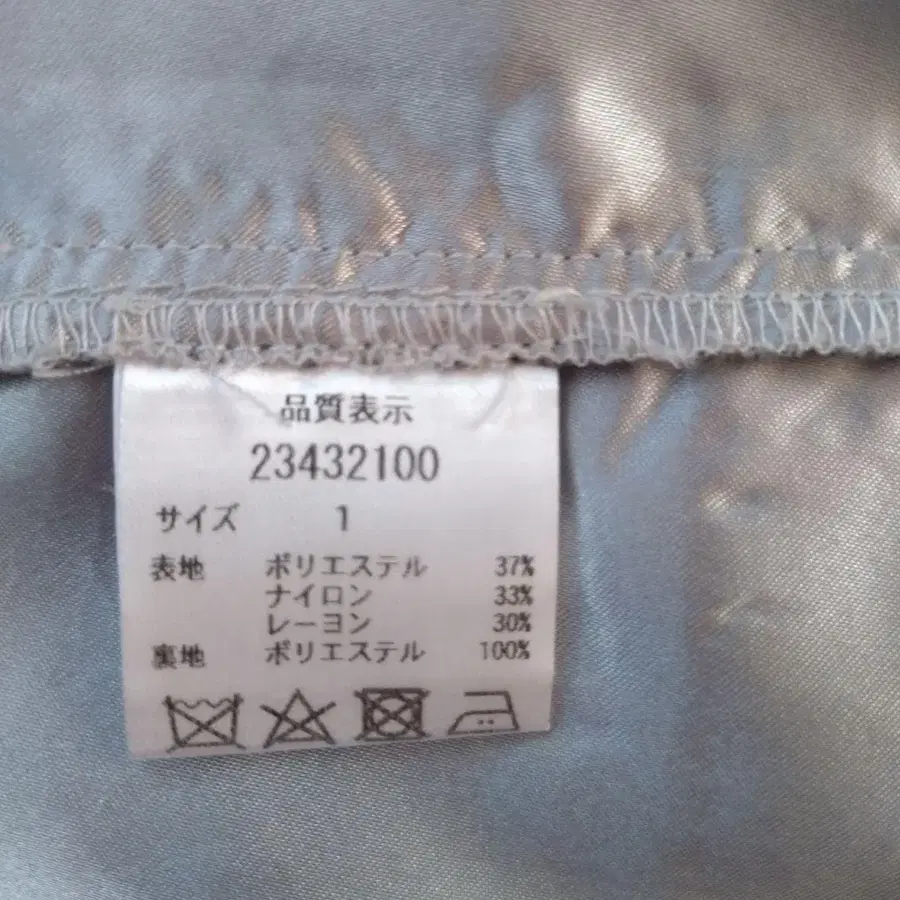 品質表示
23432100
サイズ 1
表地 ポリエステル 37%
ナイロン 33%
レーヨン 30%
裏地 ポリエステル 100%